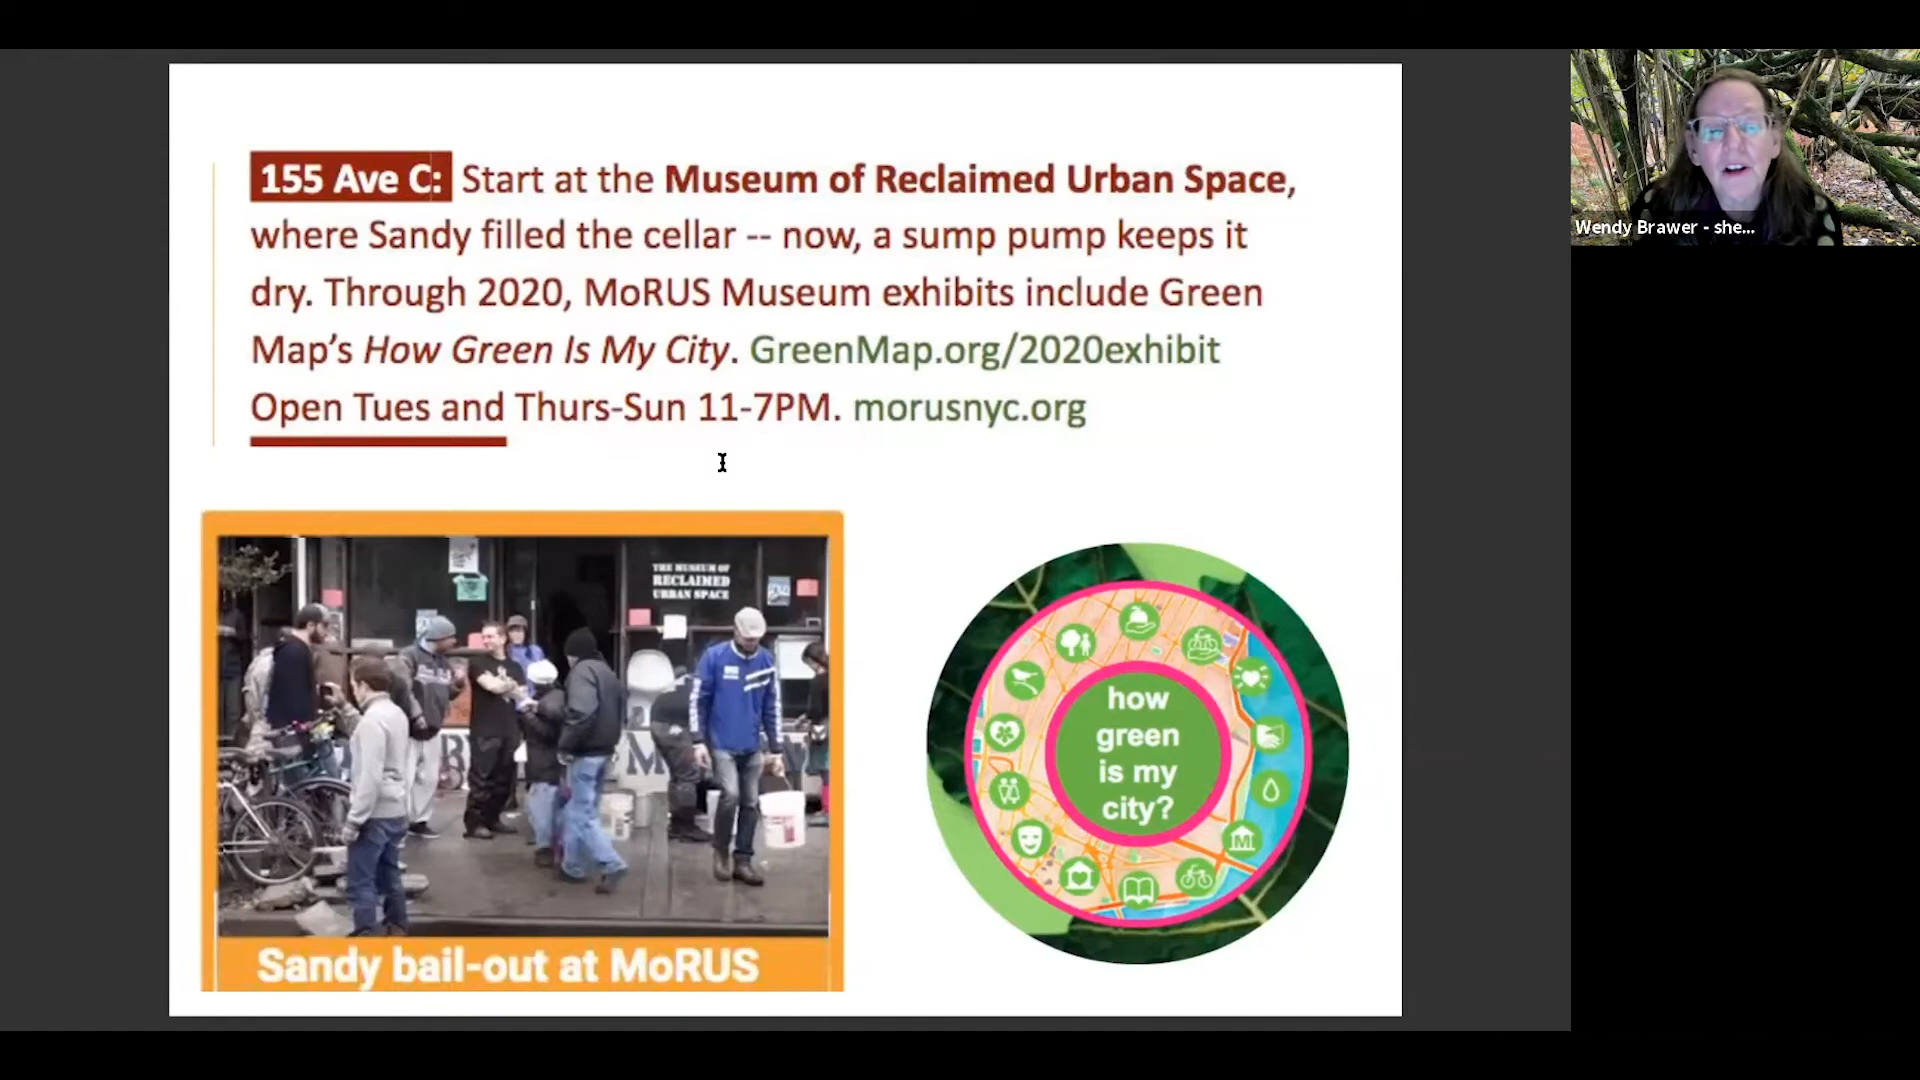 155 Ave C: Start at the Museum of Reclaimed Urban Space,
where Sandy filled the cellar -- now, a sump pump keeps it
dry. Through 2020, MoRUS Museum exhibits include Green
Map's How Green Is My City. GreenMap.org/2020exhibit
Open Tues and Thurs-Sun 11-7PM. morusnyc.org
Wendy Brawer - she...
THE MUSEUM OF
RECLAIMED
URBAN SPACE
Sandy bail-out at MoRUS
how
green
is my
city?